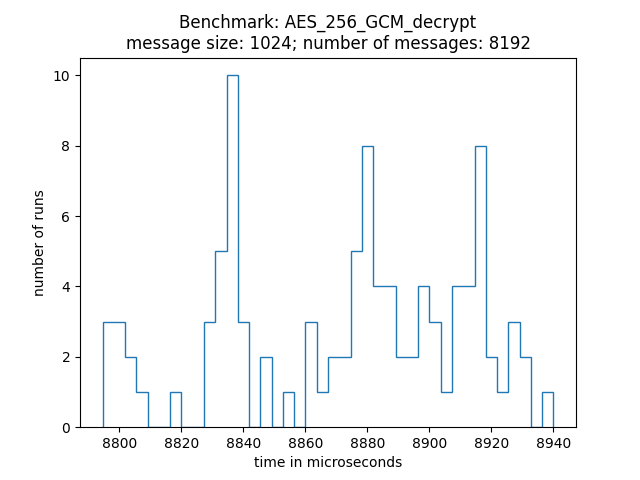 Benchmark: AES_256_GCM_decrypt
message size: 1024; number of messages: 8192
10
8
6
4
2
0
number of runs
8800 8820 8840 8860 8880 8900 8920 8940
time in microseconds